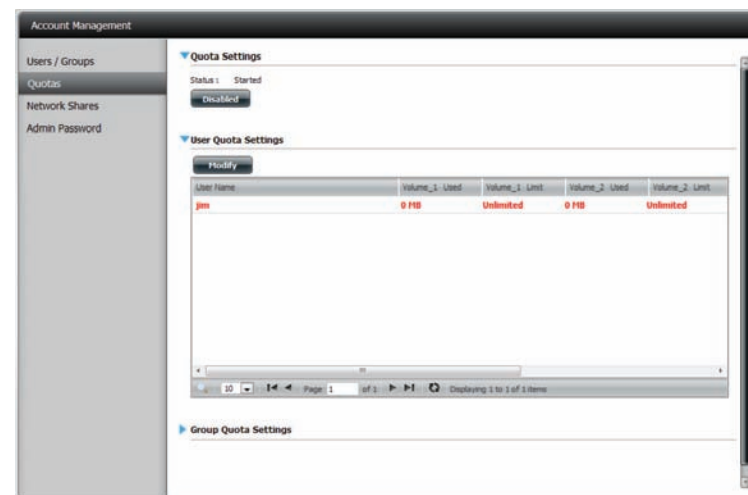 Account Management
Users / Groups
Quotas
Network Shares
Admin Password
Quota Settings
Status : Started
Disabled
User Quota Settings
Modify
User Name Volume_1 Used Volume_1 Limit Volume_2 Used Volume_2 Limit
jim 0 MB Unlimited 0 MB Unlimited
10 Page 1 of 1 Displaying 1 to 1 of 1 items
Group Quota Settings